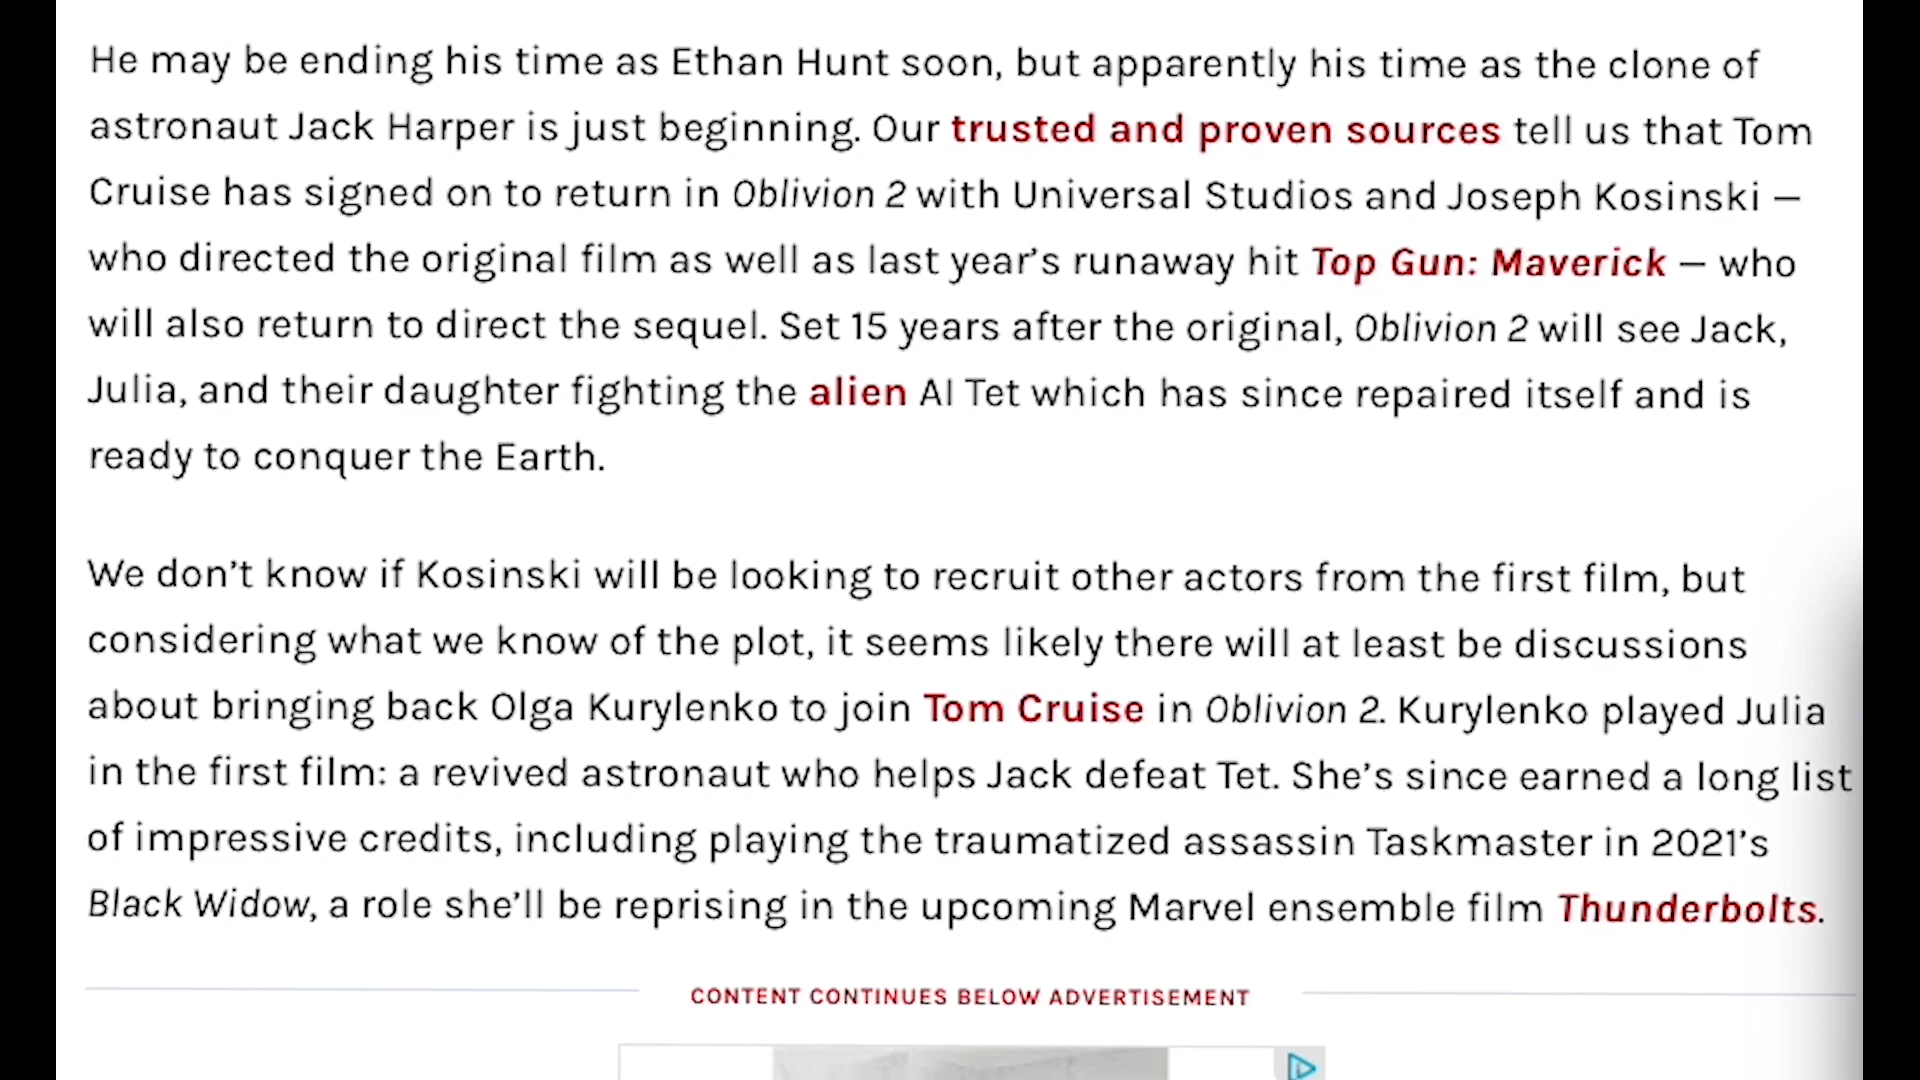 He may be ending his time as Ethan Hunt soon, but apparently his time as the clone of
astronaut Jack Harper is just beginning. Our trusted and proven sources tell us that Tom
Cruise has signed on to return in Oblivion 2 with Universal Studios and Joseph Kosinski —
who directed the original film as well as last year’s runaway hit Top Gun: Maverick — who
will also return to direct the sequel. Set 15 years after the original, Oblivion 2 will see Jack,
Julia, and their daughter fighting the alien AI Tet which has since repaired itself and is
ready to conquer the Earth.
We don’t know if Kosinski will be looking to recruit other actors from the first film, but
considering what we know of the plot, it seems likely there will at least be discussions
about bringing back Olga Kurylenko to join Tom Cruise in Oblivion 2. Kurylenko played Julia
in the first film: a revived astronaut who helps Jack defeat Tet. She’s since earned a long list
of impressive credits, including playing the traumatized assassin Taskmaster in 2021’s
Black Widow, a role she’ll be reprising in the upcoming Marvel ensemble film Thunderbolts.
CONTENT CONTINUES BELOW ADVERTISEMENT